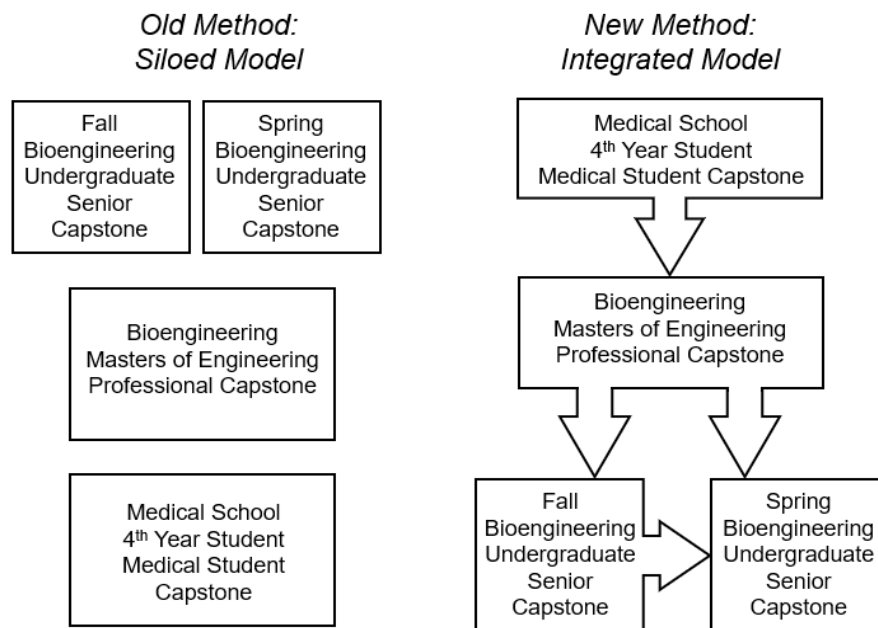 Old Method:
Siloed Model
Fall
Bioengineering
Undergraduate
Senior
Capstone
Spring
Bioengineering
Undergraduate
Senior
Capstone
Bioengineering
Masters of Engineering
Professional Capstone
Medical School
4th Year Student
Medical Student
Capstone
New Method:
Integrated Model
Medical School
4th Year Student
Medical Student Capstone
Bioengineering
Masters of Engineering
Professional Capstone
Fall
Bioengineering
Undergraduate
Senior
Capstone
Spring
Bioengineering
Undergraduate
Senior
Capstone